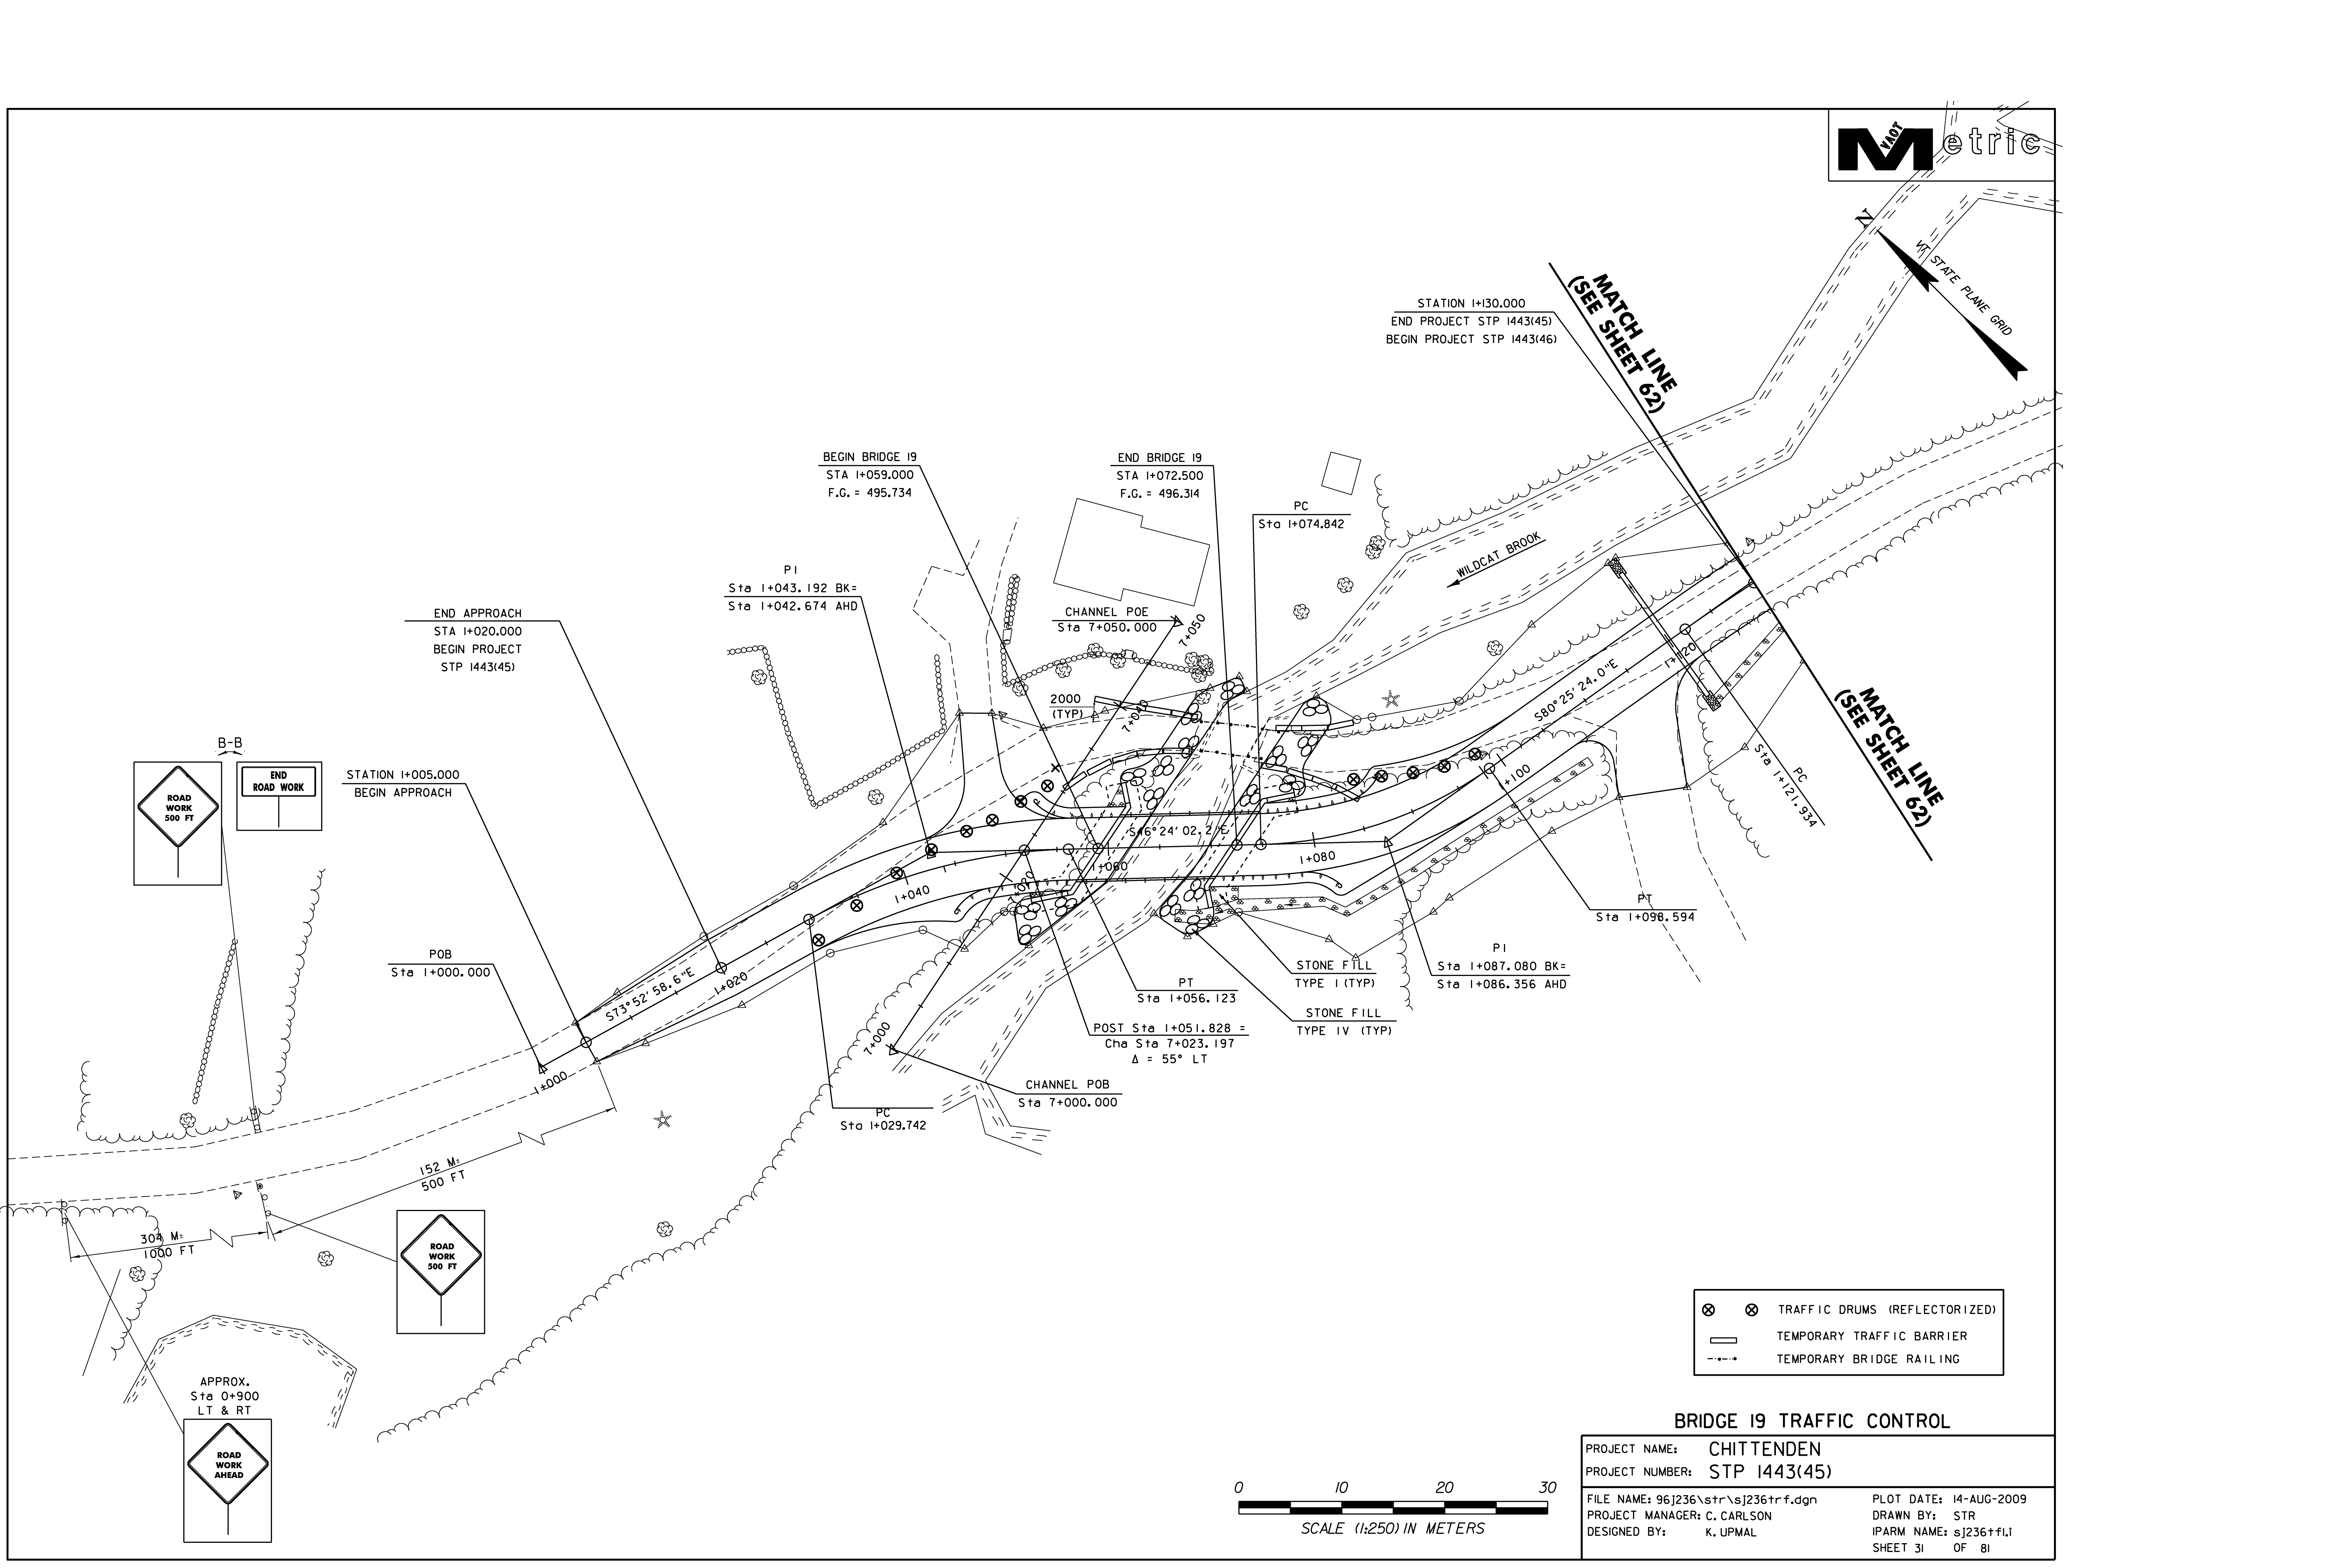 VAOT
Metric
N
VT STATE PLANE GRID
MATCH LINE
(SEE SHEET 62)
STATION 1+130.000
END PROJECT STP 1443(45)
BEGIN PROJECT STP 1443(46)
BEGIN BRIDGE 19
STA 1+059.000
F.G. = 495.734
END BRIDGE 19
STA 1+072.500
F.G. = 496.314
PC
Sta 1+074.842
WILDCAT BROOK
PI
Sta 1+043.192 BK=
Sta 1+042.674 AHD
END APPROACH
STA 1+020.000
BEGIN PROJECT
STP 1443(45)
CHANNEL POE
Sta 7+050.000
7+050
2000
(TYP)
7+040
S80°25'24.0"E
1+120
MATCH LINE
(SEE SHEET 62)
PC
Sta 1+121.934
B-B
ROAD
WORK
500 FT
END
ROAD WORK
STATION 1+005.000
BEGIN APPROACH
1+100
S46°24'02.2"E
1+060
1+080
1+040
7+020
PT
Sta 1+098.594
POB
Sta 1+000.000
S73°52'58.6"E
1+020
PI
Sta 1+087.080 BK=
Sta 1+086.356 AHD
STONE FILL
TYPE I (TYP)
PT
Sta 1+056.123
STONE FILL
TYPE IV (TYP)
POST Sta 1+051.828 =
Cha Sta 7+023.197
Δ = 55° LT
7+000
1+000
CHANNEL POB
Sta 7+000.000
PC
Sta 1+029.742
152 M±
500 FT
304 M±
1000 FT
ROAD
WORK
500 FT
APPROX.
Sta 0+900
LT & RT
ROAD
WORK
AHEAD
TRAFFIC DRUMS (REFLECTORIZED)
TEMPORARY TRAFFIC BARRIER
TEMPORARY BRIDGE RAILING
BRIDGE 19 TRAFFIC CONTROL
PROJECT NAME: CHITTENDEN
PROJECT NUMBER: STP 1443(45)
FILE NAME: 96j236\str\sj236trf.dgn PLOT DATE: 14-AUG-2009
PROJECT MANAGER: C. CARLSON DRAWN BY: STR
DESIGNED BY: K. UPMAL IPARM NAME: sj236tf1.i
SHEET 31 OF 81
0 10 20 30
SCALE (1:250) IN METERS